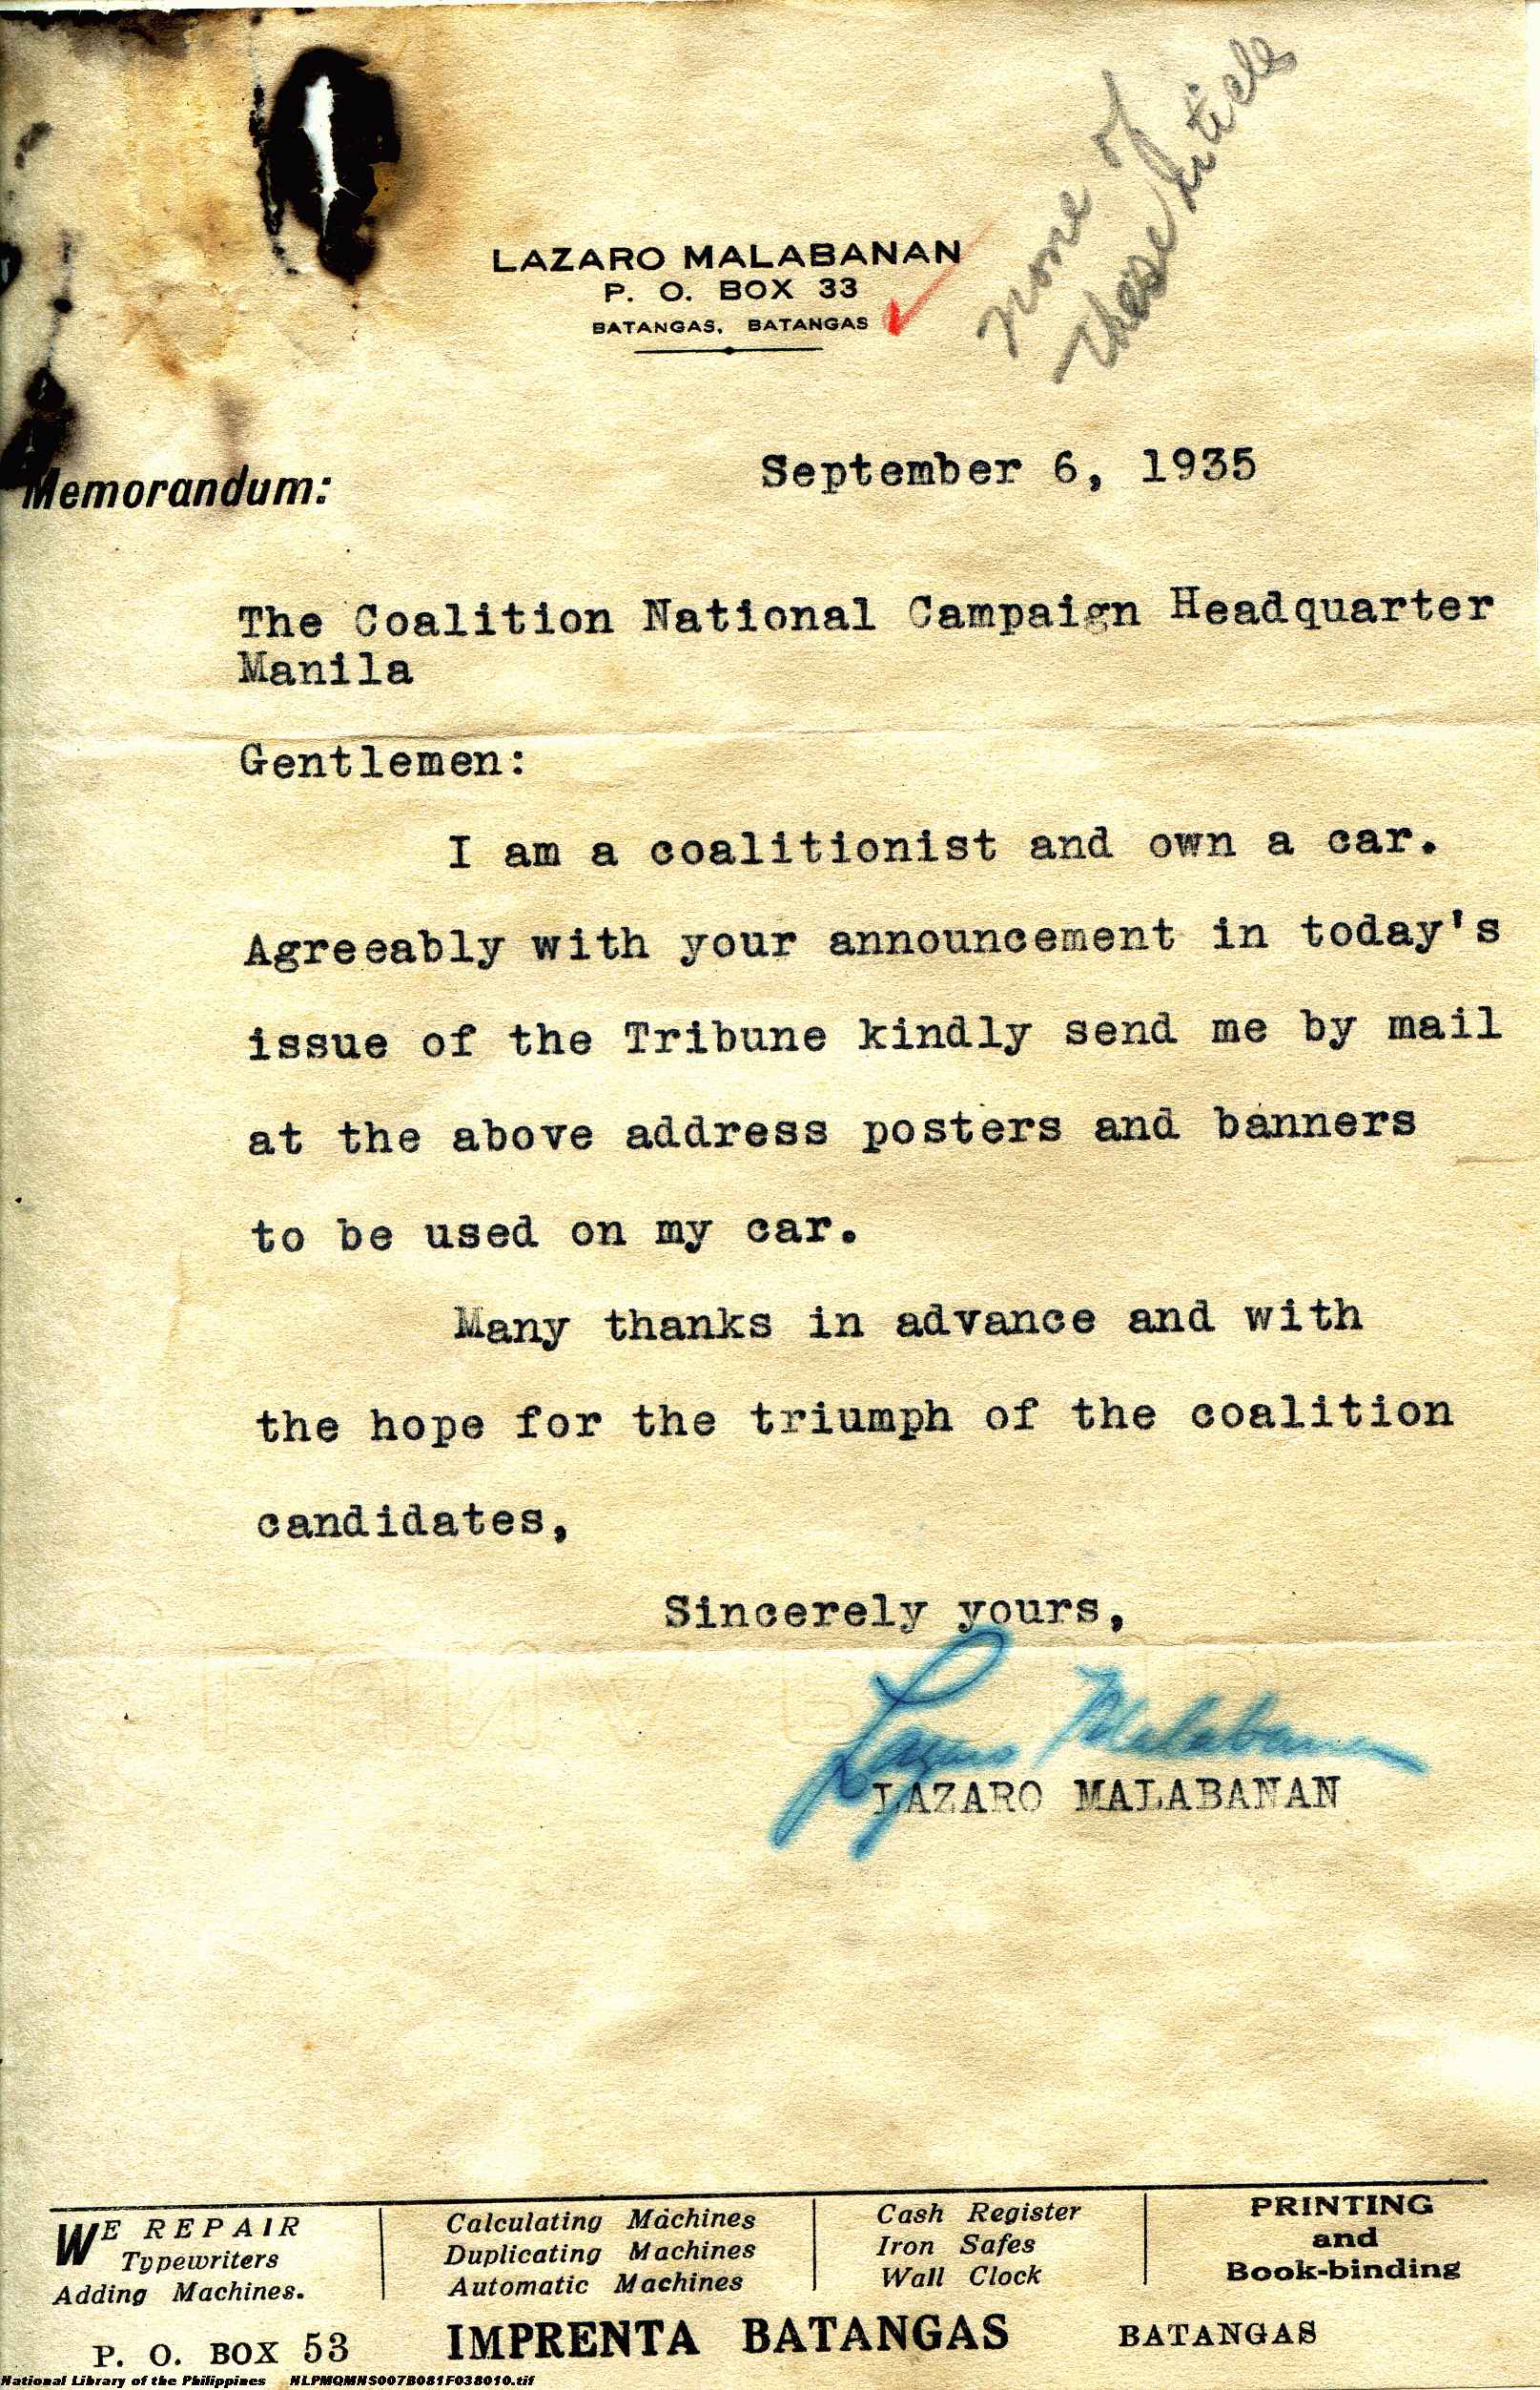 none of
these articles
LAZARO MALABANAN
P. O. BOX 33
BATANGAS, BATANGAS
Memorandum:
September 6, 1935
The Coalition National Campaign Headquarter
Manila
Gentlemen:
I am a coalitionist and own a car.
Agreeably with your announcement in today's
issue of the Tribune kindly send me by mail
at the above address posters and banners
to be used on my car.
Many thanks in advance and with
the hope for the triumph of the coalition
candidates,
Sincerely yours,
Lazaro Malabanan
LAZARO MALABANAN
WE REPAIR
Typewriters
Adding Machines.
Calculating Machines
Duplicating Machines
Automatic Machines
Cash Register
Iron Safes
Wall Clock
PRINTING
and
Book-binding
P. O. BOX 53 IMPRENTA BATANGAS BATANGAS
National Library of the Philippines NLPMQMNS007B081F038010.tif